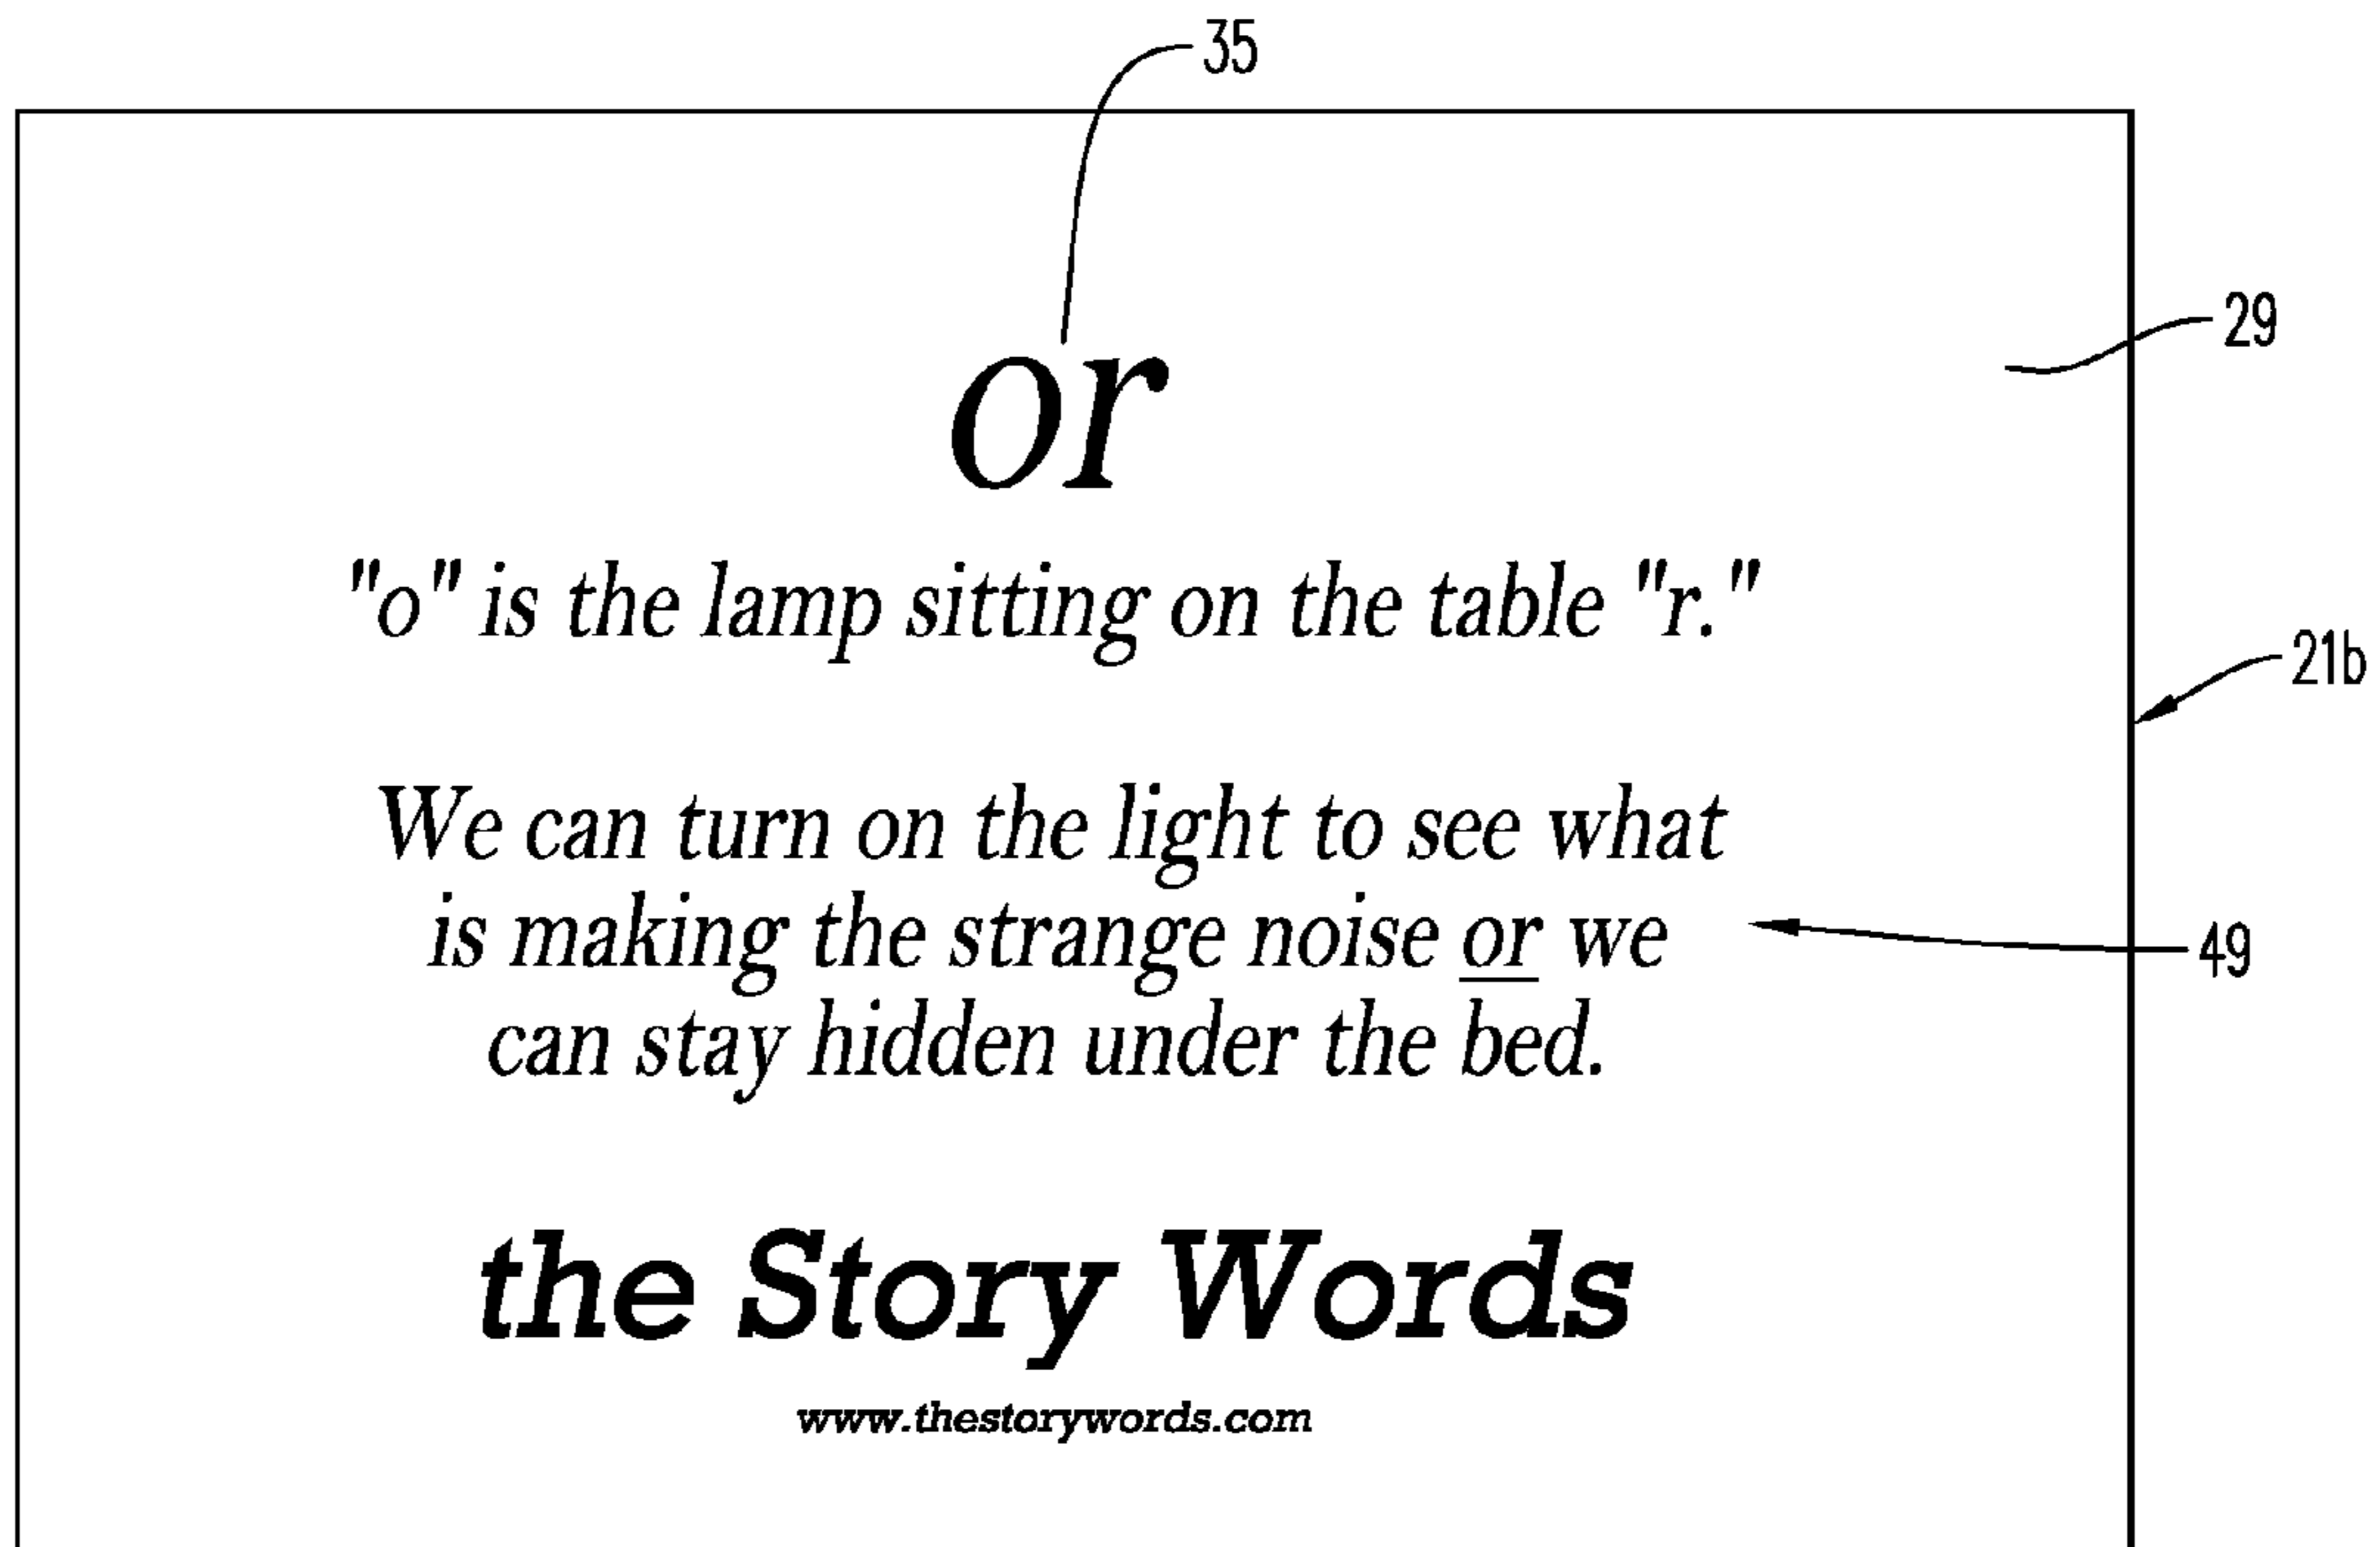 35
or
29
"o" is the lamp sitting on the table "r."
21b
We can turn on the light to see what
is making the strange noise or we
49
can stay hidden under the bed.
the Story Words
www.thestorywords.com